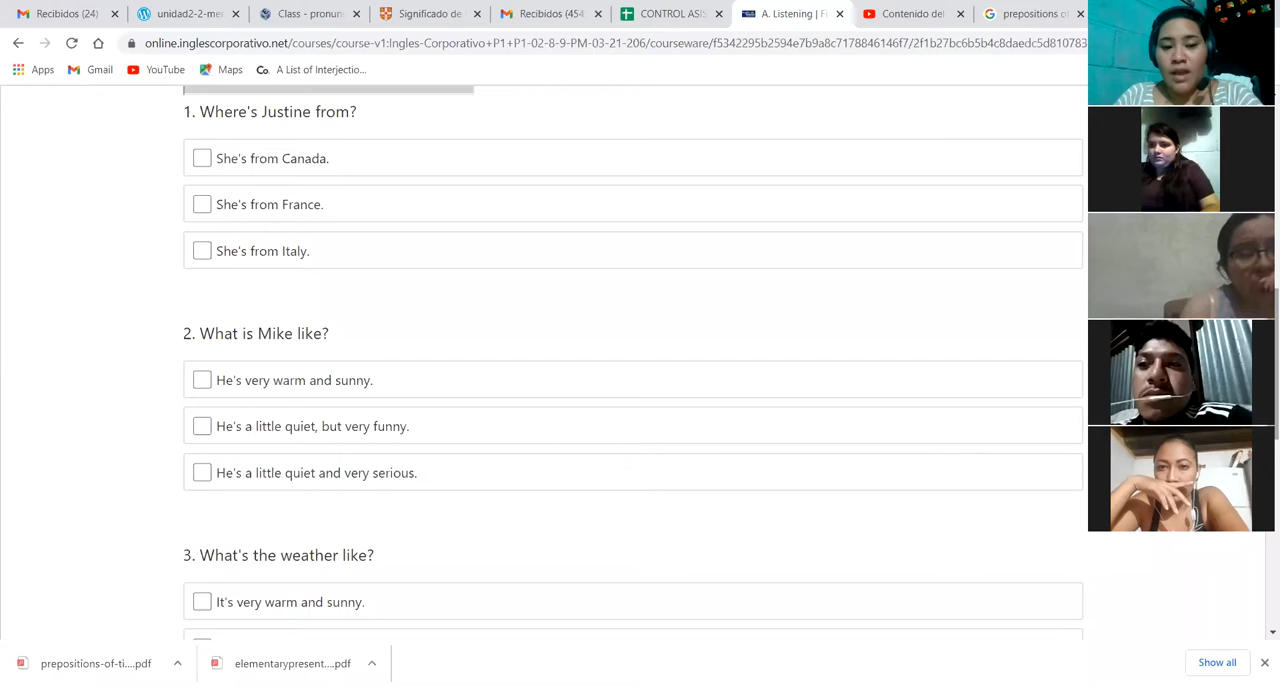 Recibidos (24)
unidad2-2-me
Class - pronun
Significado de
Recibidos (454
CONTROL ASIS
A. Listening | Fi
Contenido del
prepositions o
online.inglescorporativo.net/courses/course-v1:Ingles-Corporativo+P1+P1-02-8-9-PM-03-21-206/courseware/f5342295b2594e7b9a8c7178846146f7/2f1b27bc6b5b4c8daedc5d810783
Apps
Gmail
YouTube
Maps
Co. A List of Interjectio...
1. Where's Justine from?
She's from Canada.
She's from France.
She's from Italy.
2. What is Mike like?
He's very warm and sunny.
He's a little quiet, but very funny.
He's a little quiet and very serious.
3. What's the weather like?
It's very warm and sunny.
prepositions-of-ti....pdf
elementarypresent....pdf
Show all